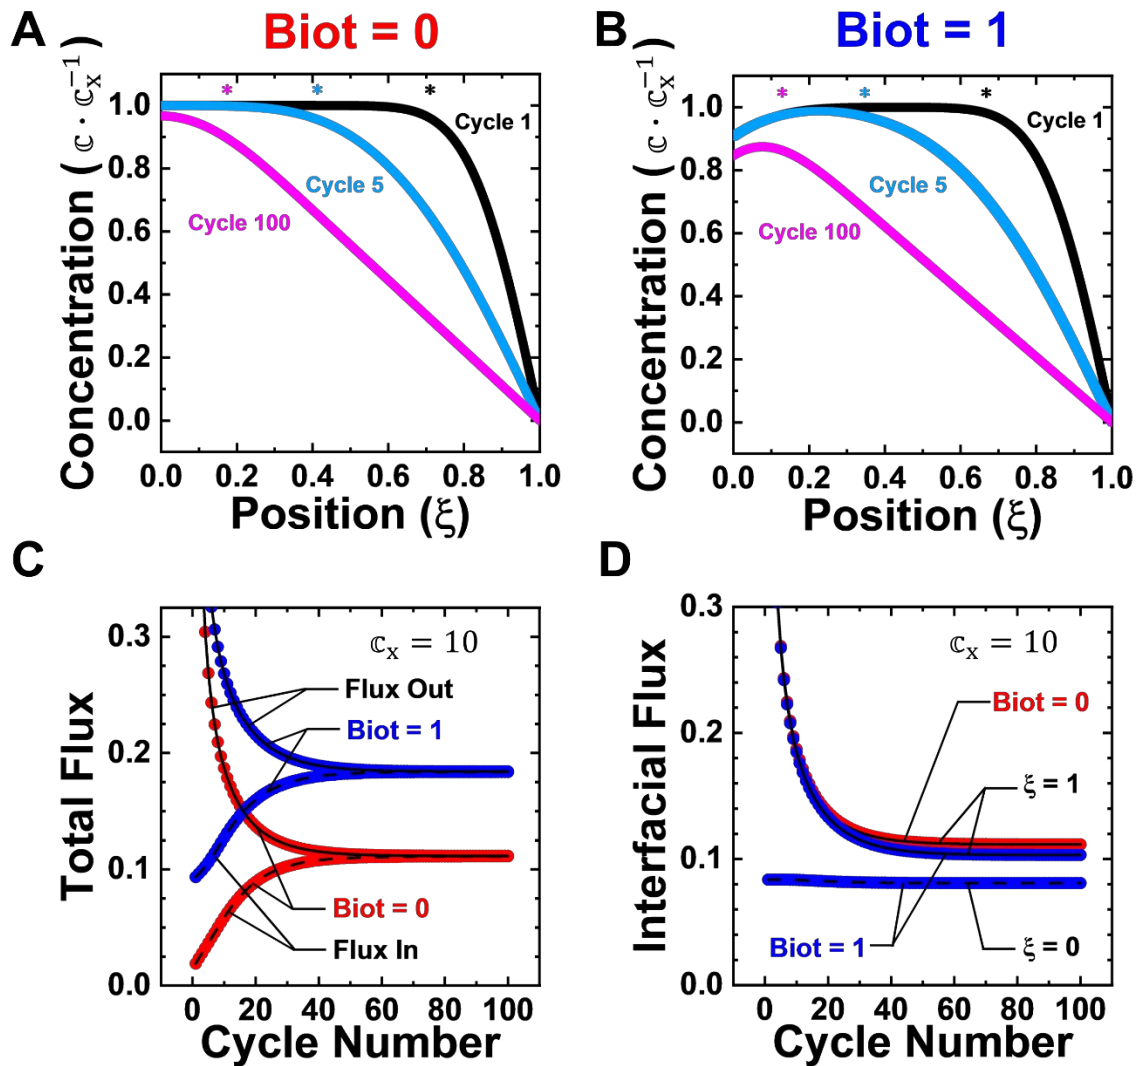 A
Biot = 0
Concentration (ℂ · ℂₓ⁻¹)
1.0
0.8
0.6
0.4
0.2
0.0
* * *
Cycle 1
Cycle 5
Cycle 100
0.0 0.2 0.4 0.6 0.8 1.0
Position (ξ)
B
Biot = 1
Concentration (ℂ · ℂₓ⁻¹)
1.0
0.8
0.6
0.4
0.2
0.0
* * *
Cycle 1
Cycle 5
Cycle 100
0.0 0.2 0.4 0.6 0.8 1.0
Position (ξ)
C
Total Flux
0.3
0.2
0.1
0.0
ℂₓ = 10
Flux Out
Biot = 1
Biot = 0
Flux In
0 20 40 60 80 100
Cycle Number
D
Interfacial Flux
0.3
0.2
0.1
0.0
ℂₓ = 10
Biot = 0
ξ = 1
Biot = 1
ξ = 0
0 20 40 60 80 100
Cycle Number